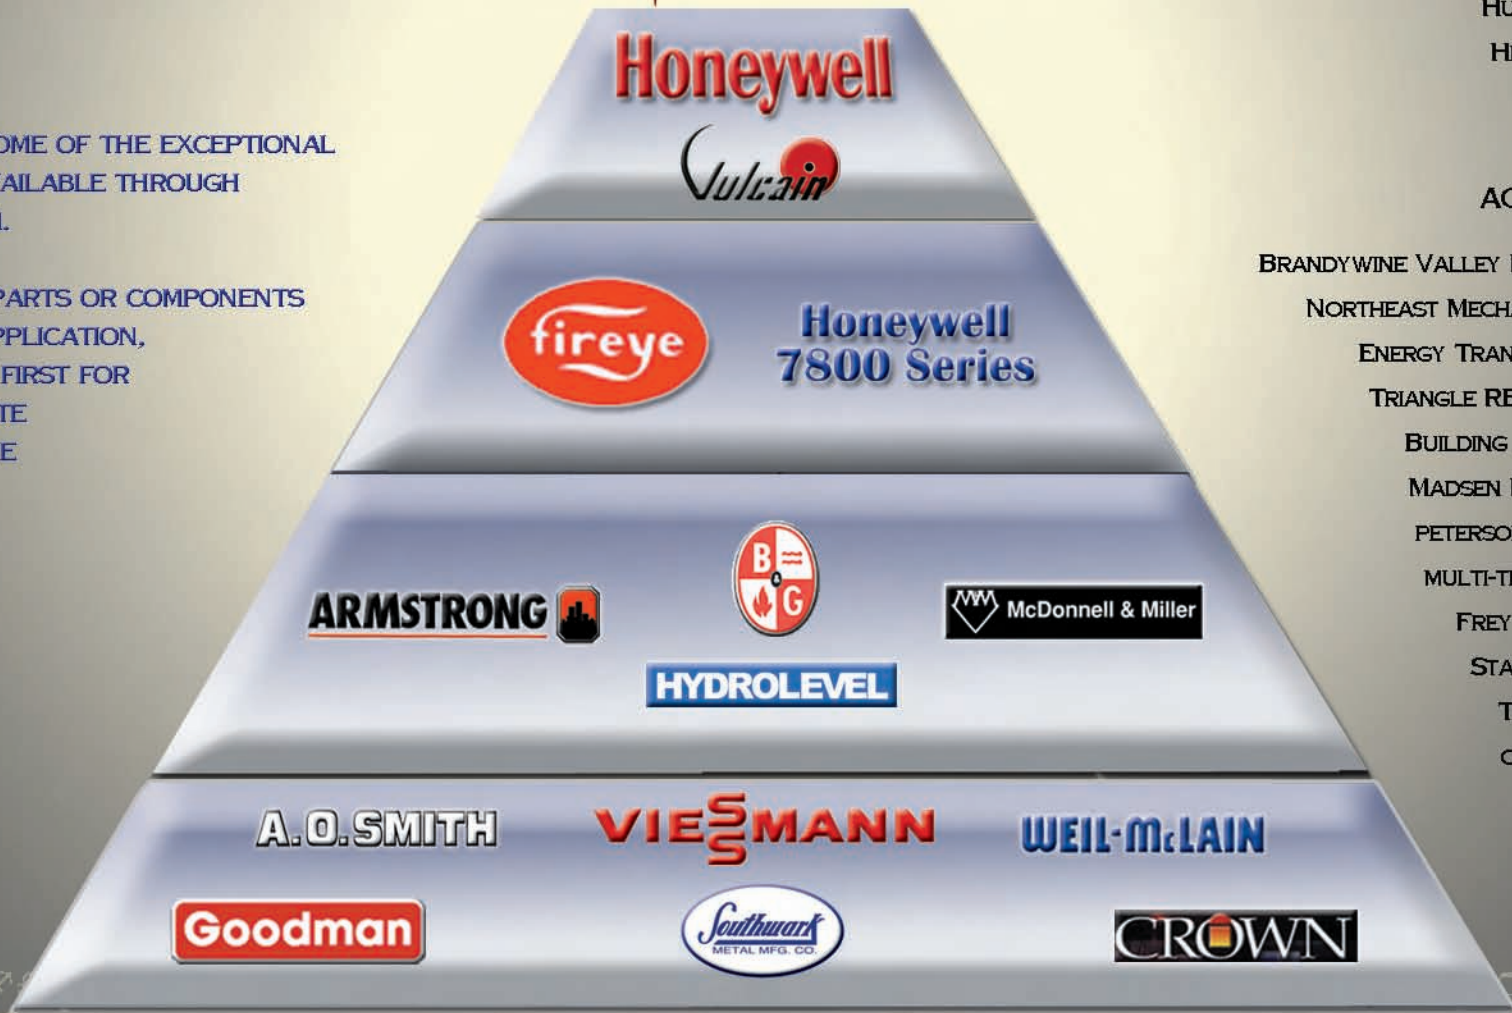 OME OF THE EXCEPTIONAL
AILABLE THROUGH
PARTS OR COMPONENTS
PPLICATION,
FIRST FOR
TE
E
Honeywell
Vulcain
fireye
Honeywell
7800 Series
ARMSTRONG
B
G
McDonnell & Miller
HYDROLEVEL
A.O.SMITH
VIESSMANN
WEIL-McLAIN
Goodman
Southwark
METAL MFG. CO.
CROWN
HU
H
AC
BRANDYWINE VALLEY
NORTHEAST MECHA
ENERGY TRAN
TRIANGLE RE
BUILDING
MADSEN
PETERSO
MULTI-T
FREY
STA
T